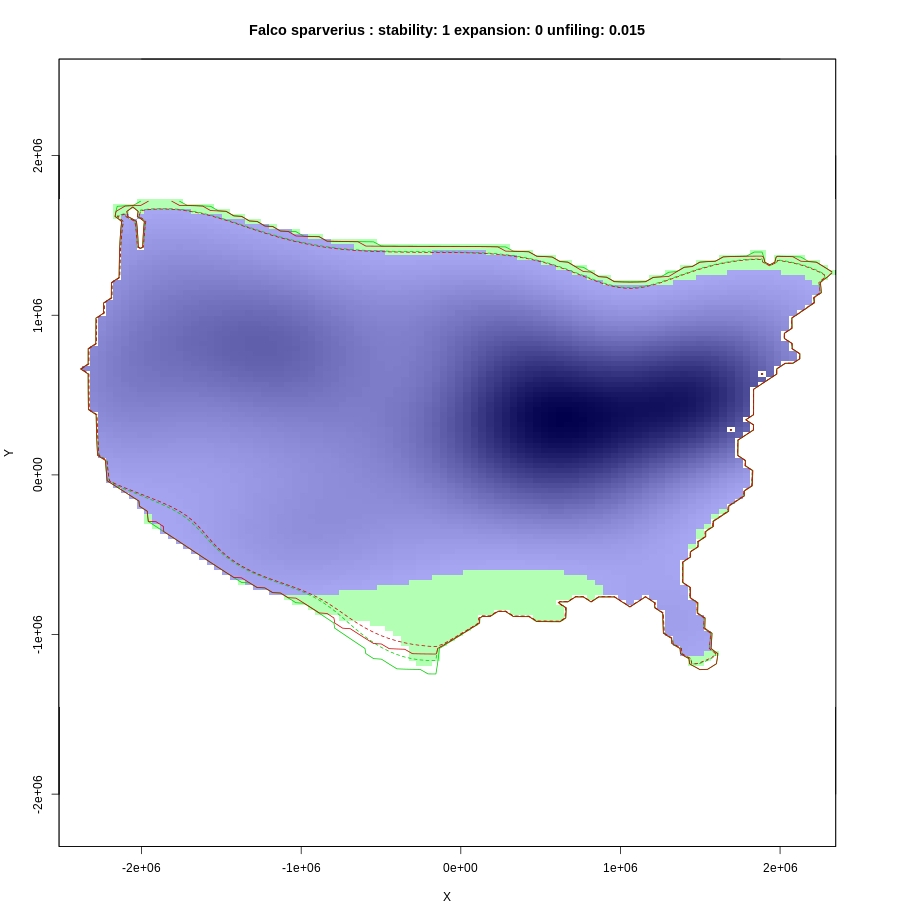 Falco sparverius : stability: 1 expansion: 0 unfiling: 0.015
2e+06
1e+06
0e+00
-1e+06
-2e+06
Y
-2e+06 -1e+06 0e+00 1e+06 2e+06
X